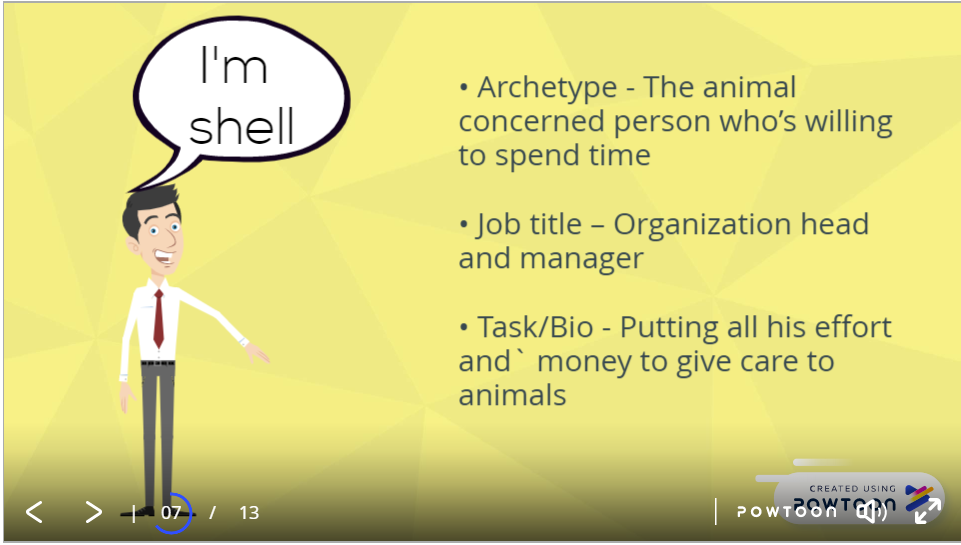 I'm
shell
• Archetype - The animal
concerned person who’s willing
to spend time
• Job title – Organization head
and manager
• Task/Bio - Putting all his effort
and` money to give care to
animals
CREATED USING
POWTOON
07 / 13
POWTOON